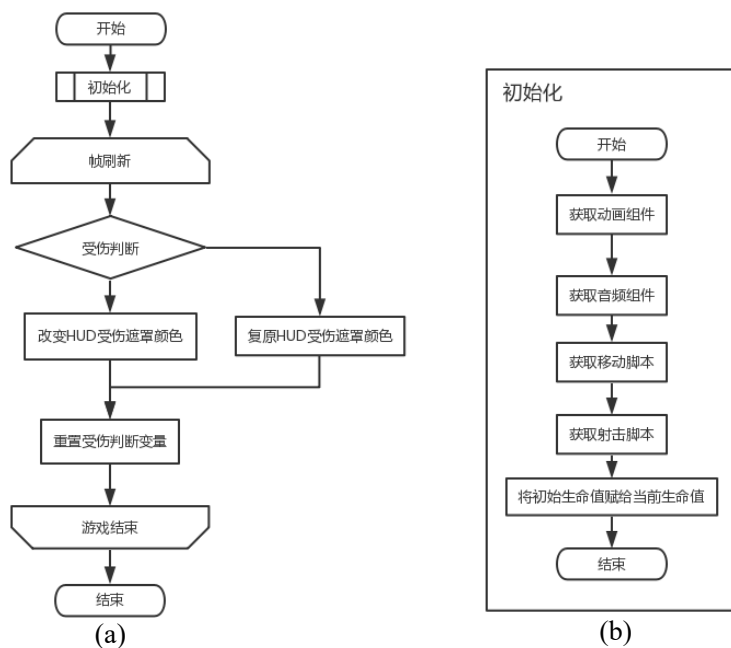 开始
初始化
帧刷新
受伤判断
改变HUD受伤遮罩颜色
复原HUD受伤遮罩颜色
重置受伤判断变量
游戏结束
结束
(a)
初始化
开始
获取动画组件
获取音频组件
获取移动脚本
获取射击脚本
将初始生命值赋给当前生命值
结束
(b)